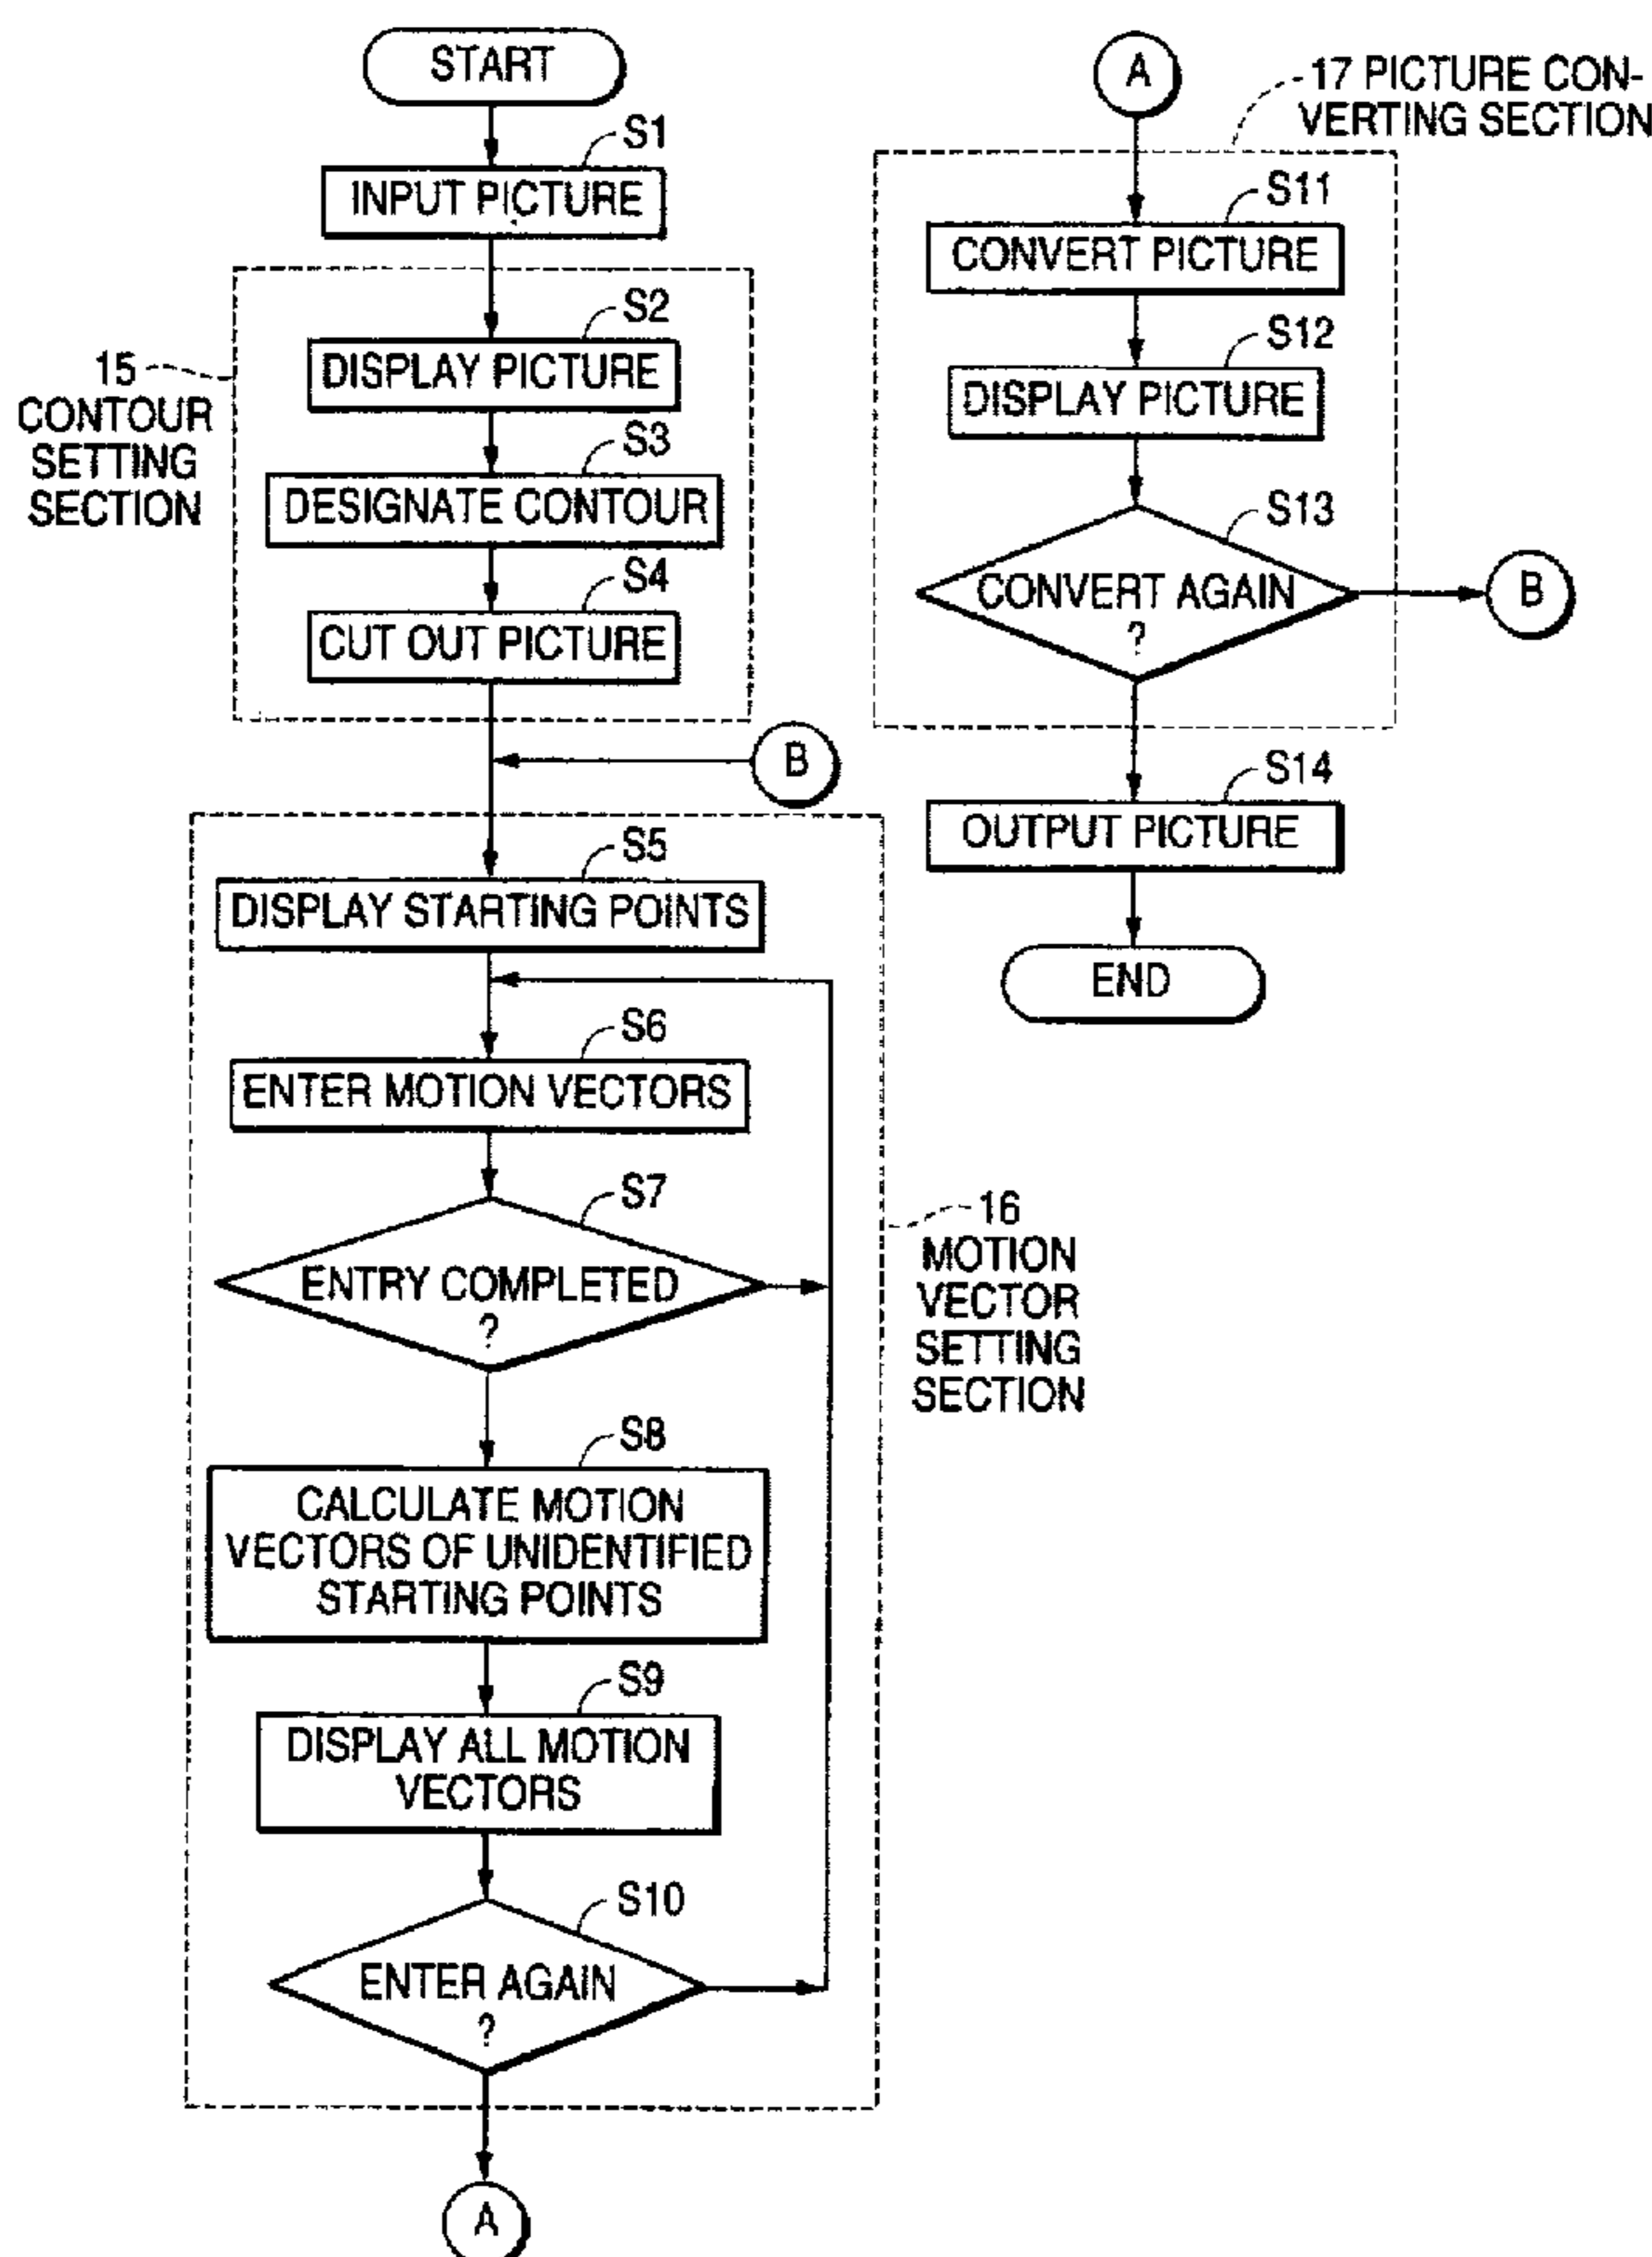 START
S1
INPUT PICTURE
15
CONTOUR
SETTING
SECTION
S2
DISPLAY PICTURE
S3
DESIGNATE CONTOUR
S4
CUT OUT PICTURE
B
S5
DISPLAY STARTING POINTS
S6
ENTER MOTION VECTORS
S7
ENTRY COMPLETED
?
16
MOTION
VECTOR
SETTING
SECTION
S8
CALCULATE MOTION
VECTORS OF UNIDENTIFIED
STARTING POINTS
S9
DISPLAY ALL MOTION
VECTORS
S10
ENTER AGAIN
?
A
A
17 PICTURE CON-
VERTING SECTION
S11
CONVERT PICTURE
S12
DISPLAY PICTURE
S13
CONVERT AGAIN
?
B
S14
OUTPUT PICTURE
END